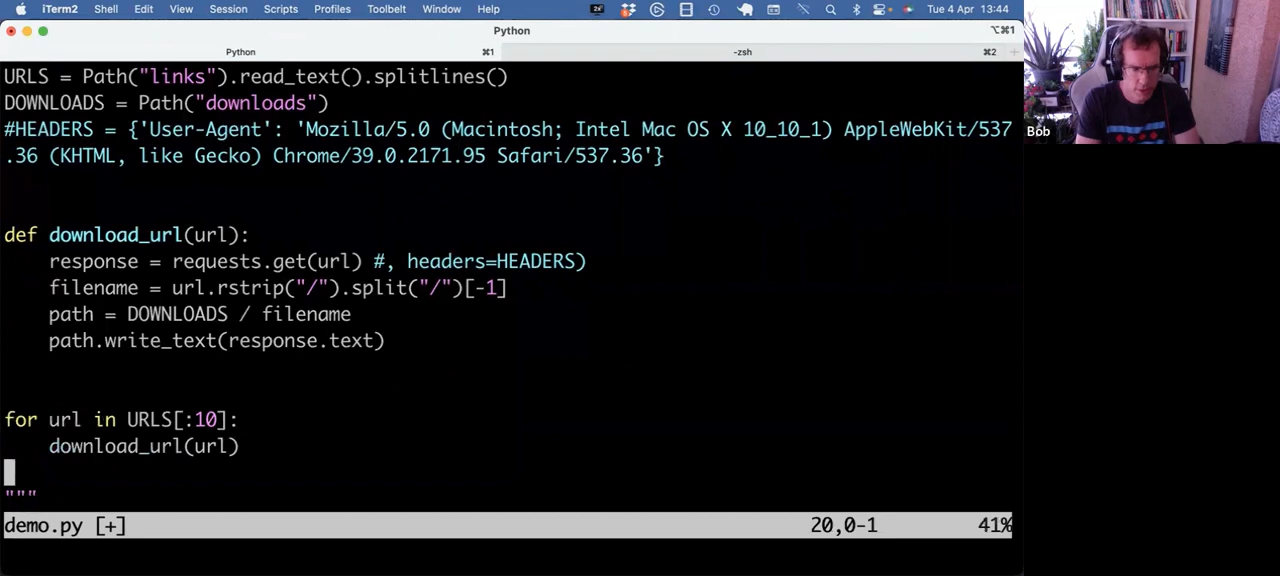 iTerm2 Shell Edit View Session Scripts Profiles Toolbelt Window Help Tue 4 Apr 13:44
Python ⌥⌘1
Python ⌘1 -zsh ⌘2
URLS = Path("links").read_text().splitlines()
DOWNLOADS = Path("downloads")
#HEADERS = {'User-Agent': 'Mozilla/5.0 (Macintosh; Intel Mac OS X 10_10_1) AppleWebKit/537
.36 (KHTML, like Gecko) Chrome/39.0.2171.95 Safari/537.36'}
def download_url(url):
    response = requests.get(url) #, headers=HEADERS)
    filename = url.rstrip("/").split("/")[-1]
    path = DOWNLOADS / filename
    path.write_text(response.text)
for url in URLS[:10]:
    download_url(url)
"""
demo.py [+] 20,0-1 41%
Bob